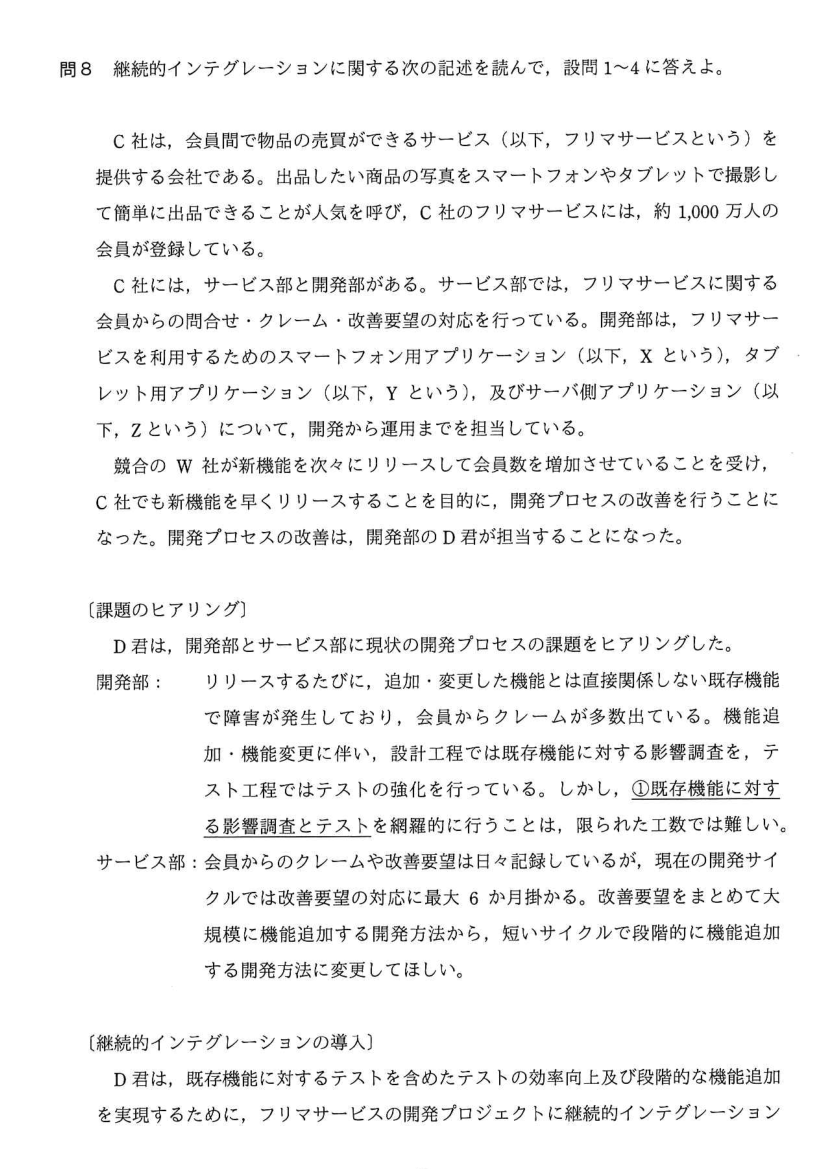 問8 継続的インテグレーションに関する次の記述を読んで，設問1～4に答えよ。
C社は，会員間で物品の売買ができるサービス（以下，フリマサービスという）を
提供する会社である。出品したい商品の写真をスマートフォンやタブレットで撮影し
て簡単に出品できることが人気を呼び，C社のフリマサービスには，約1,000万人の
会員が登録している。
C社には，サービス部と開発部がある。サービス部では，フリマサービスに関する
会員からの問合せ・クレーム・改善要望の対応を行っている。開発部は，フリマサー
ビスを利用するためのスマートフォン用アプリケーション（以下，Xという），タブ
レット用アプリケーション（以下，Yという），及びサーバ側アプリケーション（以
下，Zという）について，開発から運用までを担当している。
競合のW社が新機能を次々にリリースして会員数を増加させていることを受け，
C社でも新機能を早くリリースすることを目的に，開発プロセスの改善を行うことに
なった。開発プロセスの改善は，開発部のD君が担当することになった。
〔課題のヒアリング〕
D君は，開発部とサービス部に現状の開発プロセスの課題をヒアリングした。
開発部： リリースするたびに，追加・変更した機能とは直接関係しない既存機能
で障害が発生しており，会員からクレームが多数出ている。機能追
加・機能変更に伴い，設計工程では既存機能に対する影響調査を，テ
スト工程ではテストの強化を行っている。しかし，①既存機能に対す
る影響調査とテストを網羅的に行うことは，限られた工数では難しい。
サービス部：会員からのクレームや改善要望は日々記録しているが，現在の開発サイ
クルでは改善要望の対応に最大6か月掛かる。改善要望をまとめて大
規模に機能追加する開発方法から，短いサイクルで段階的に機能追加
する開発方法に変更してほしい。
〔継続的インテグレーションの導入〕
D君は，既存機能に対するテストを含めたテストの効率向上及び段階的な機能追加
を実現するために，フリマサービスの開発プロジェクトに継続的インテグレーション